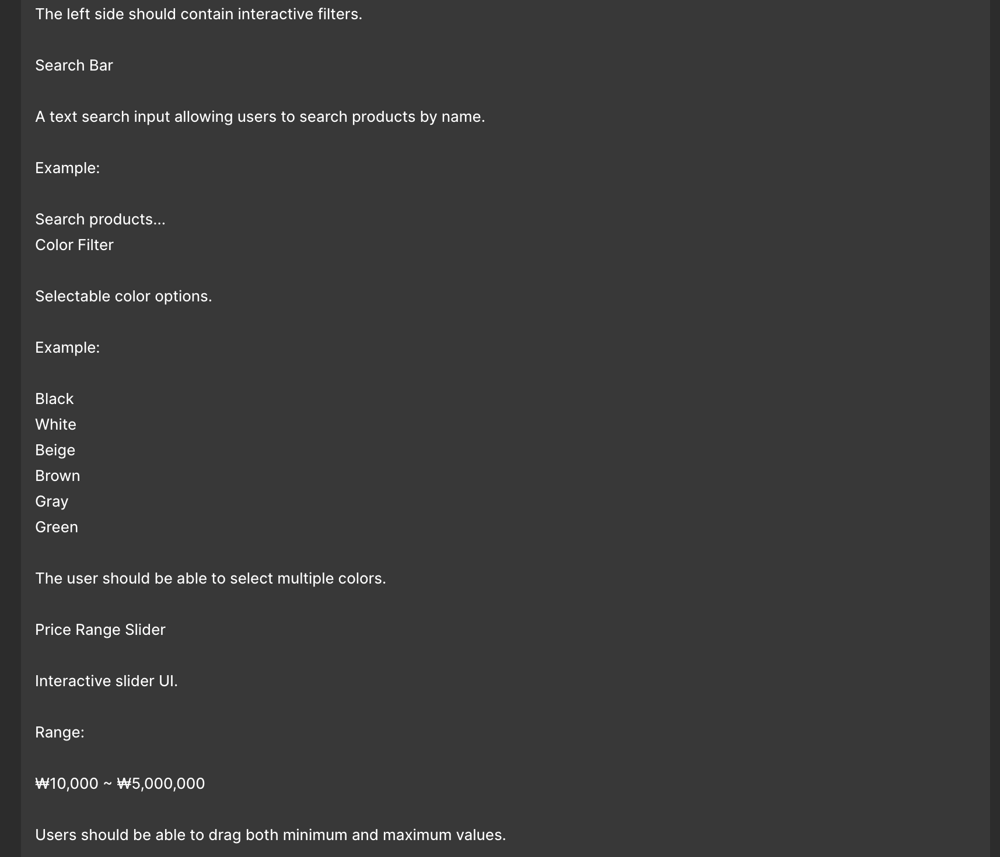 The left side should contain interactive filters.
Search Bar
A text search input allowing users to search products by name.
Example:
Search products...
Color Filter
Selectable color options.
Example:
Black
White
Beige
Brown
Gray
Green
The user should be able to select multiple colors.
Price Range Slider
Interactive slider UI.
Range:
₩10,000 ~ ₩5,000,000
Users should be able to drag both minimum and maximum values.